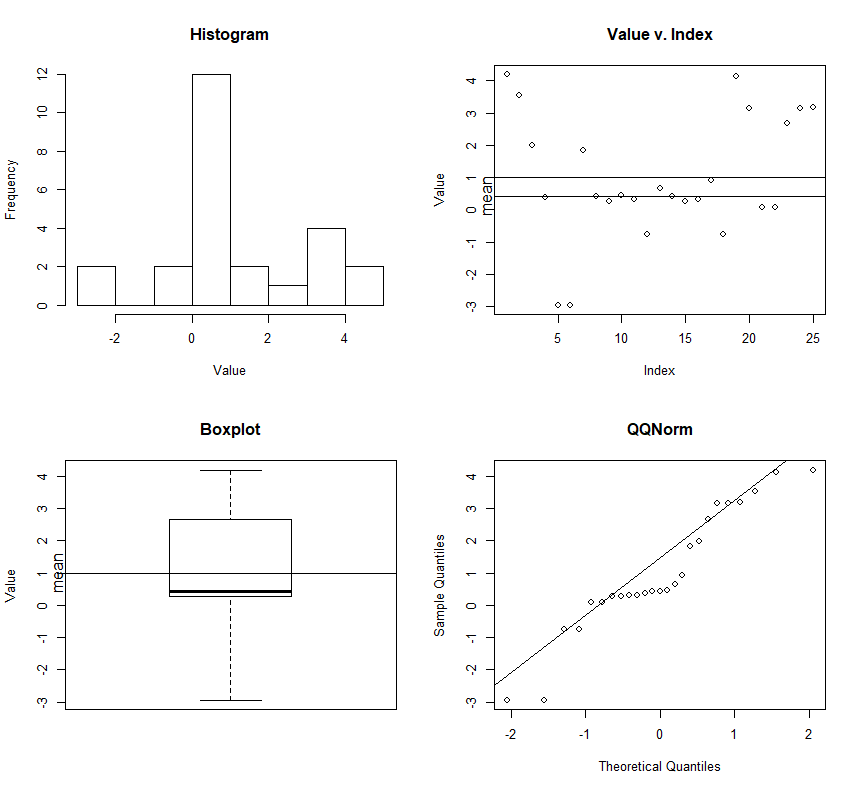 Histogram
Frequency
0 2 4 6 8 10 12
-2 0 2 4
Value
Value v. Index
Value
mean
-3 -2 -1 0 1 2 3 4
5 10 15 20 25
Index
Boxplot
Value
mean
-3 -2 -1 0 1 2 3 4
QQNorm
Sample Quantiles
-3 -2 -1 0 1 2 3 4
-2 -1 0 1 2
Theoretical Quantiles